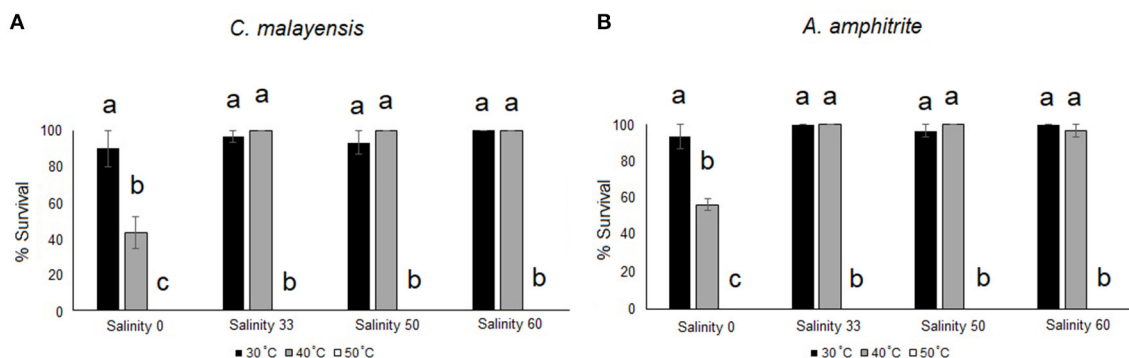 A
C. malayensis
a
a a
a a
a a
b
c
b
b
b
% Survival
100
80
60
40
20
0
Salinity 0
Salinity 33
Salinity 50
Salinity 60
30˚C 40˚C 50˚C
B
A. amphitrite
a
a a
a a
a a
b
c
b
b
b
% Survival
100
80
60
40
20
0
Salinity 0
Salinity 33
Salinity 50
Salinity 60
30˚C 40˚C 50˚C